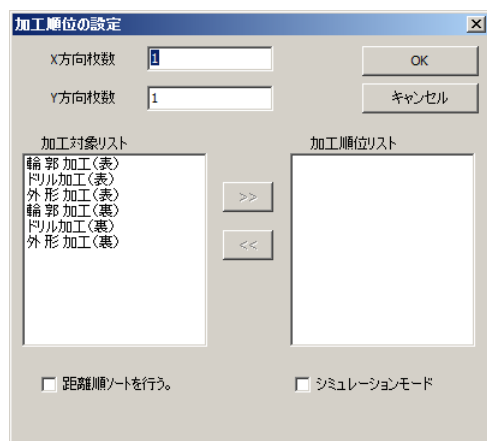 加工順位の設定
X方向枚数 1
OK
Y方向枚数 1
キャンセル
加工対象リスト
加工順位リスト
輪郭加工(表)
ドリル加工(表)
外形加工(表)
輪郭加工(裏)
ドリル加工(裏)
外形加工(裏)
>>
<<
距離順ソートを行う。
シミュレーションモード